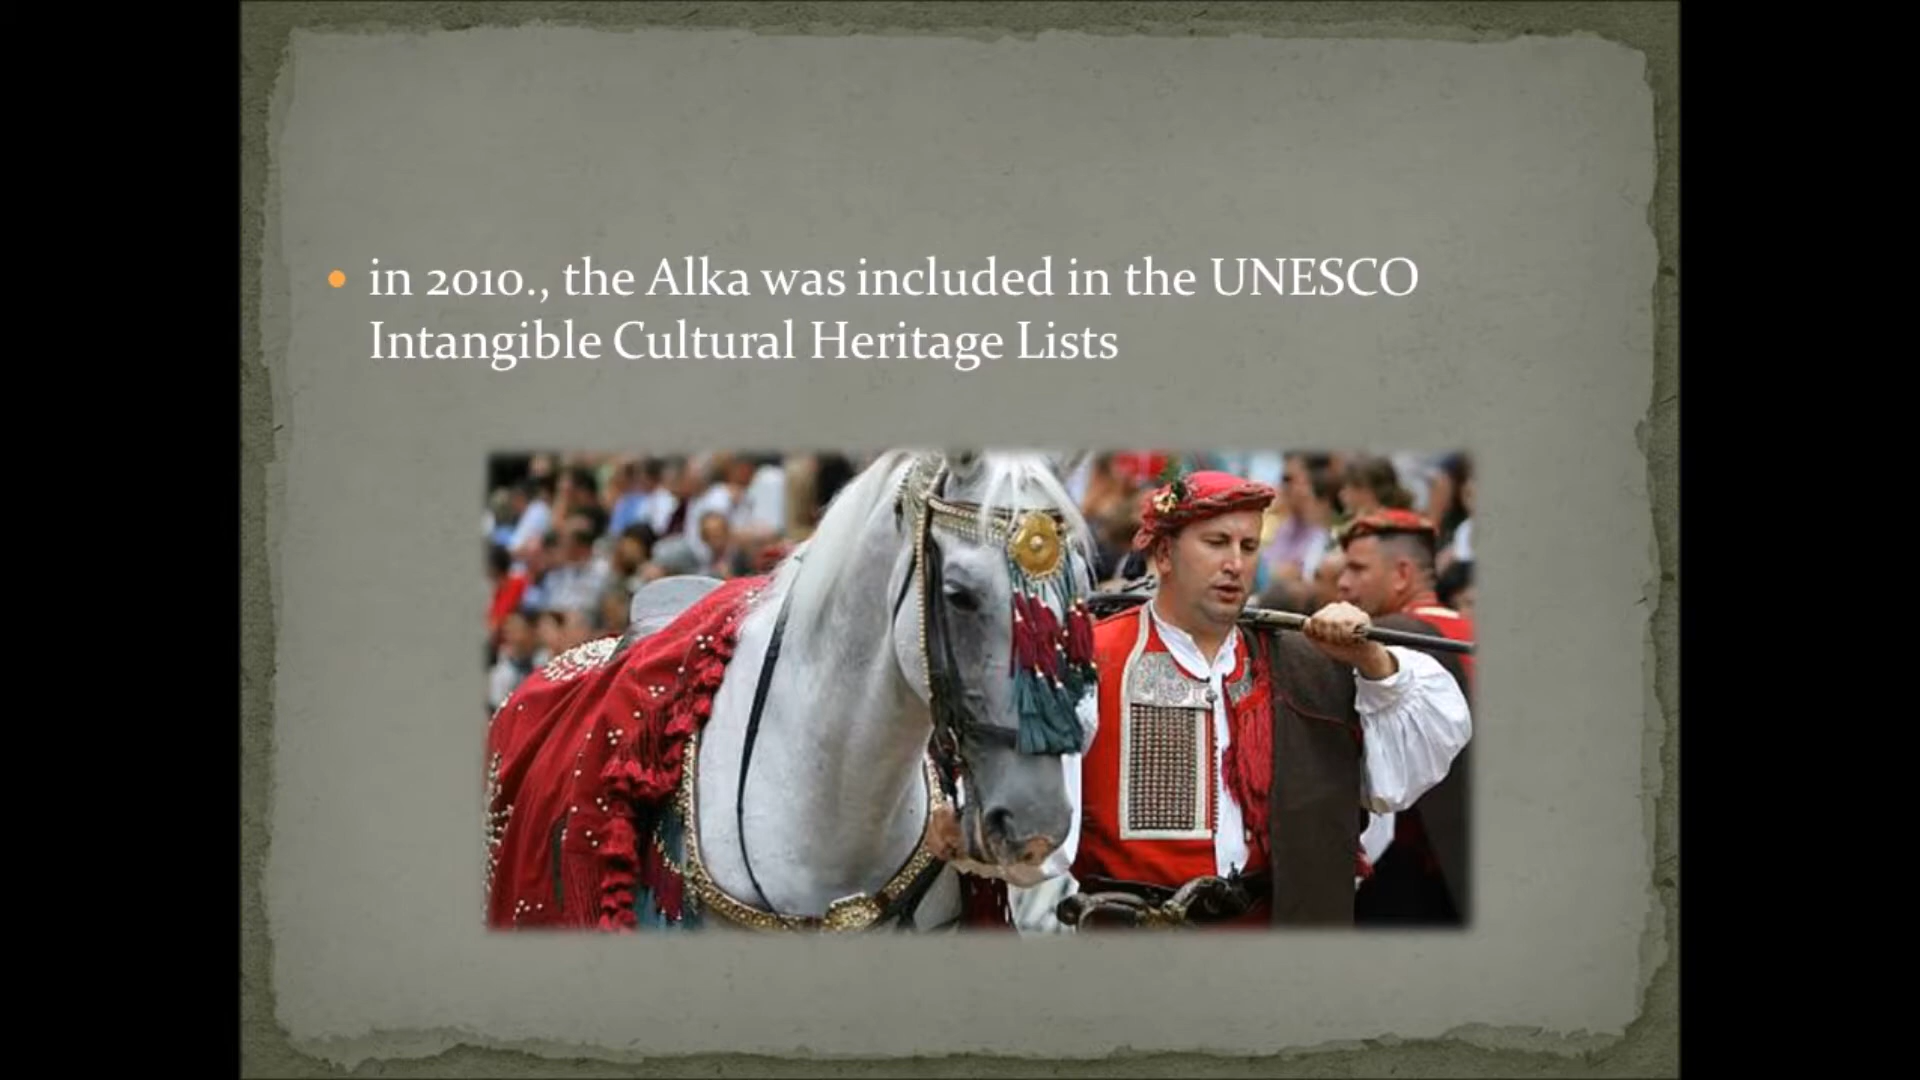 in 2010., the Alka was included in the UNESCO
Intangible Cultural Heritage Lists